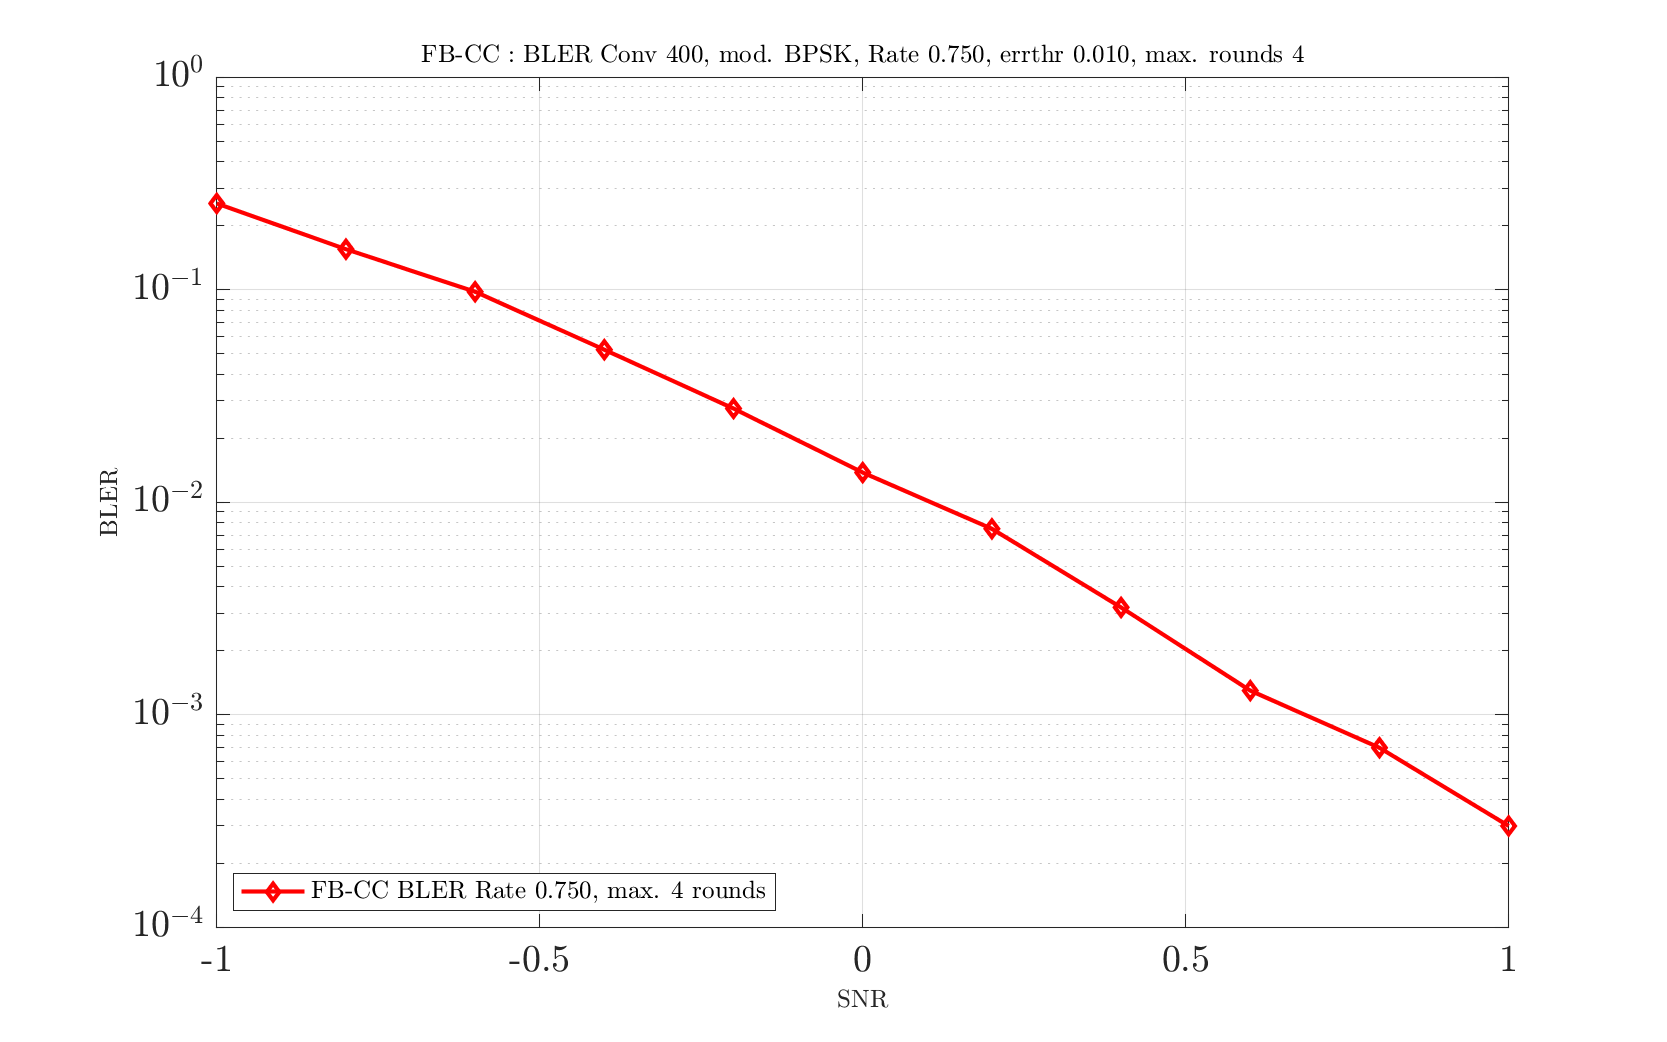 FB-CC : BLER Conv 400, mod. BPSK, Rate 0.750, errthr 0.010, max. rounds 4
10^0
10^-1
10^-2
10^-3
10^-4
BLER
FB-CC BLER Rate 0.750, max. 4 rounds
-1 -0.5 0 0.5 1
SNR